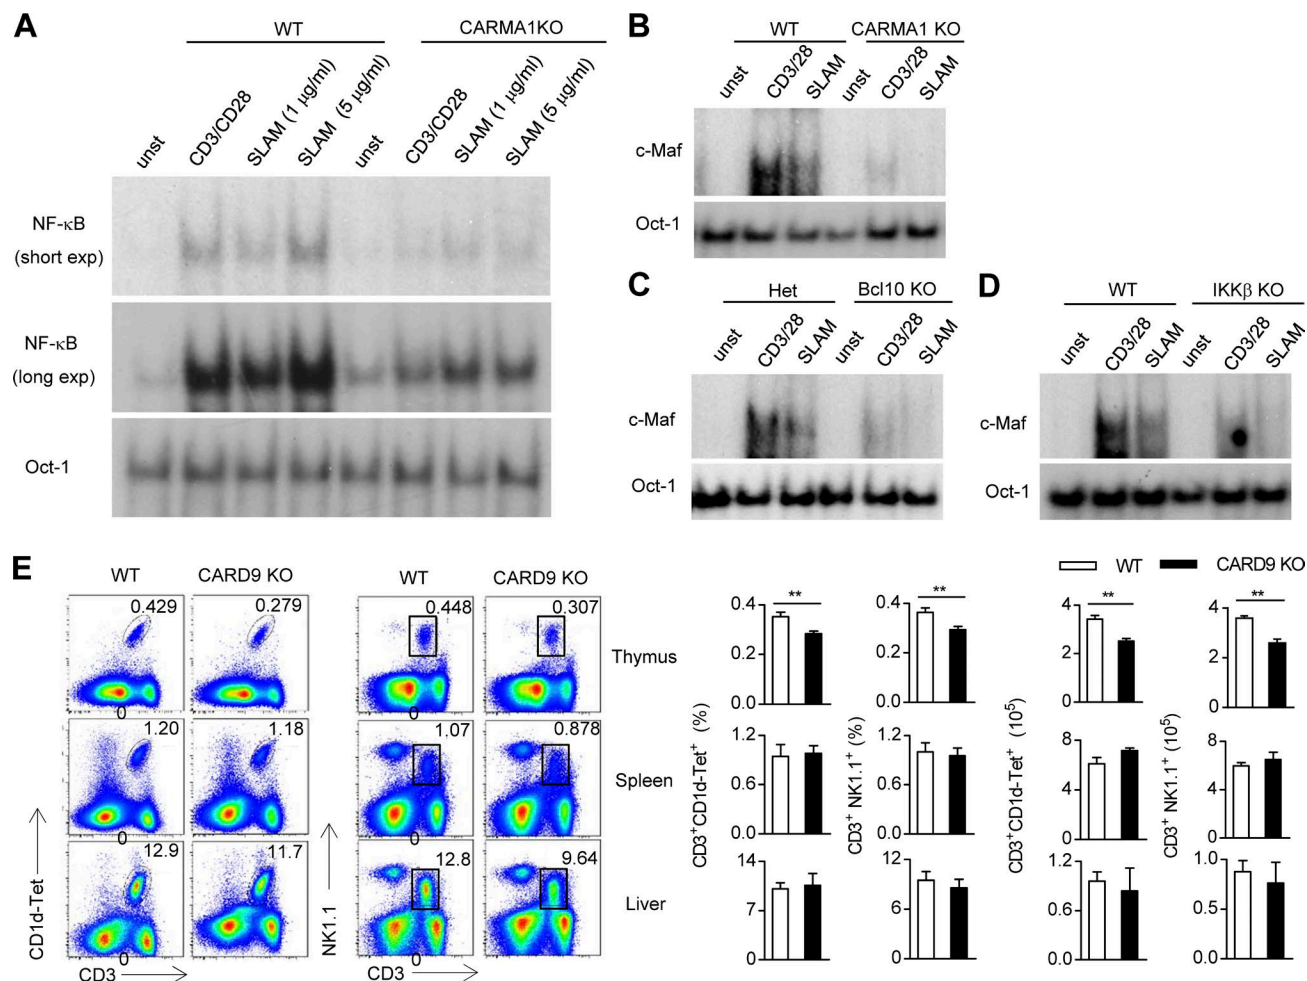 A
WT
CARMA1KO
unst
CD3/CD28
SLAM (1 μg/ml)
SLAM (5 μg/ml)
unst
CD3/CD28
SLAM (1 μg/ml)
SLAM (5 μg/ml)
NF-κB
(short exp)
NF-κB
(long exp)
Oct-1
B
WT
CARMA1 KO
unst
CD3/28
SLAM
unst
CD3/28
SLAM
c-Maf
Oct-1
C
Het
Bcl10 KO
unst
CD3/28
SLAM
unst
CD3/28
SLAM
c-Maf
Oct-1
D
WT
IKKβ KO
unst
CD3/28
SLAM
unst
CD3/28
SLAM
c-Maf
Oct-1
E
WT
CARD9 KO
WT
CARD9 KO
0.429
0.279
0.448
0.307
Thymus
0
0
1.20
1.18
1.07
0.878
Spleen
0
0
12.9
11.7
12.8
9.64
Liver
0
0
CD1d-Tet
CD3
NK1.1
CD3
WT
CARD9 KO
CD3+CD1d-Tet+ (%)
**
0.4
0.2
0.0
1.2
0.6
0.0
14
7
0
CD3+ NK1.1+ (%)
**
0.4
0.2
0.0
1.2
0.6
0.0
12
6
0
CD3+CD1d-Tet+ (10⁵)
**
4
2
0
8
4
0
1.2
0.6
0.0
CD3+ NK1.1+ (10⁵)
**
4
2
0
8
4
0
1.0
0.5
0.0